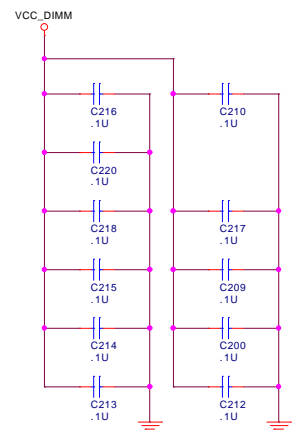 VCC_DIMM
C216
.1U
C210
.1U
C220
.1U
C218
.1U
C217
.1U
C215
.1U
C209
.1U
C214
.1U
C200
.1U
C213
.1U
C212
.1U